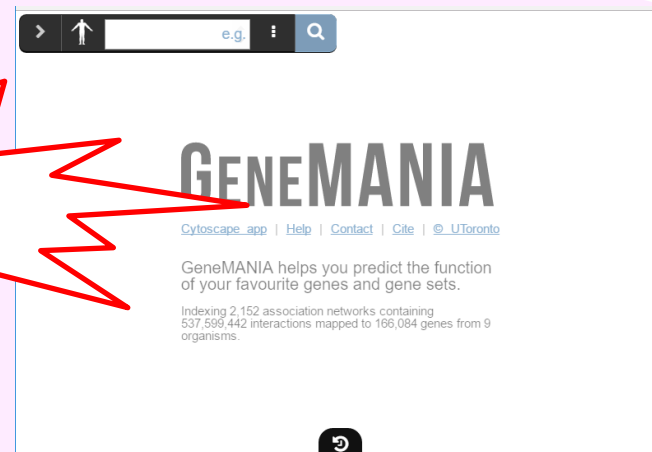 e.g.
GENEMANIA
Cytoscape app | Help | Contact | Cite | © UToronto
GeneMANIA helps you predict the function
of your favourite genes and gene sets.
Indexing 2,152 association networks containing
537,599,442 interactions mapped to 166,084 genes from 9
organisms.